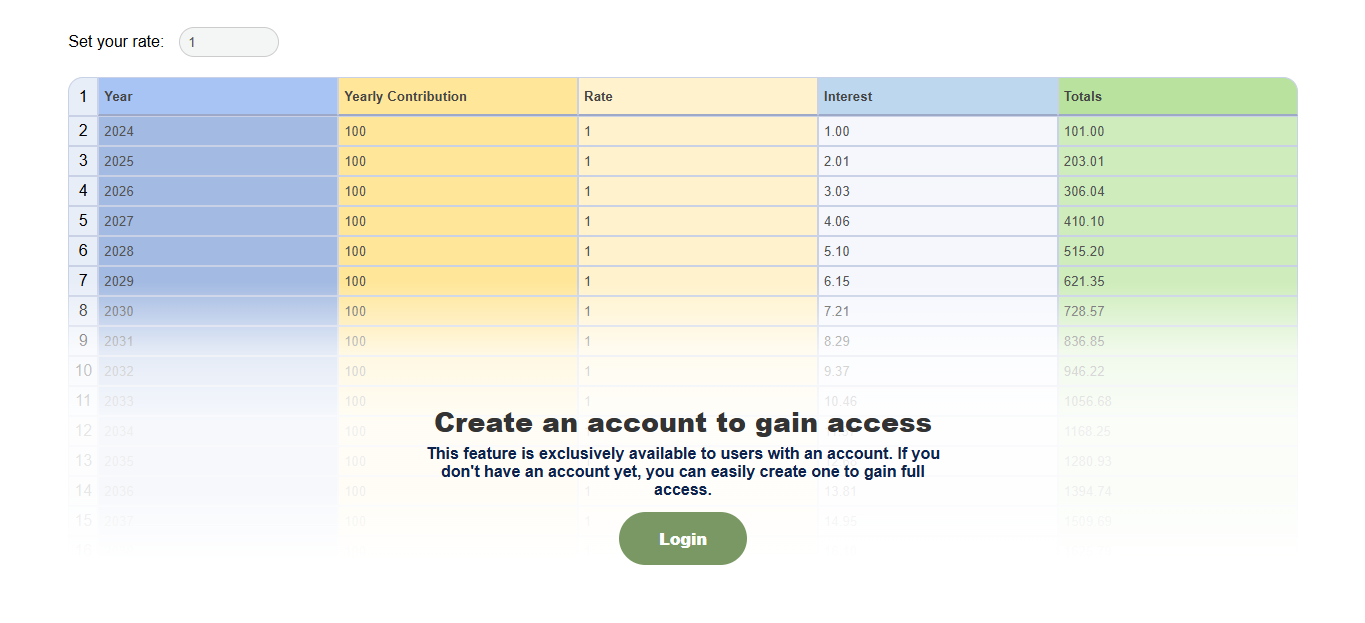 Set your rate: 1
1 Year Yearly Contribution Rate Interest Totals
2 2024 100 1 1.00 101.00
3 2025 100 1 2.01 203.01
4 2026 100 1 3.03 306.04
5 2027 100 1 4.06 410.10
6 2028 100 1 5.10 515.20
7 2029 100 1 6.15 621.35
8 2030 100 1 7.21 728.57
9 2031 100 1 8.29 836.85
10 2032 100 1 9.37 946.22
11 2033 100 1 10.46 1056.68
Create an account to gain access
12 2034 100 1168.25
This feature is exclusively available to users with an account. If you
13 2035 100 1280.93
don't have an account yet, you can easily create one to gain full
access.
14 2036 100 1 13.81 1394.74
15 2037 100 1 14.95 1509.69
Login